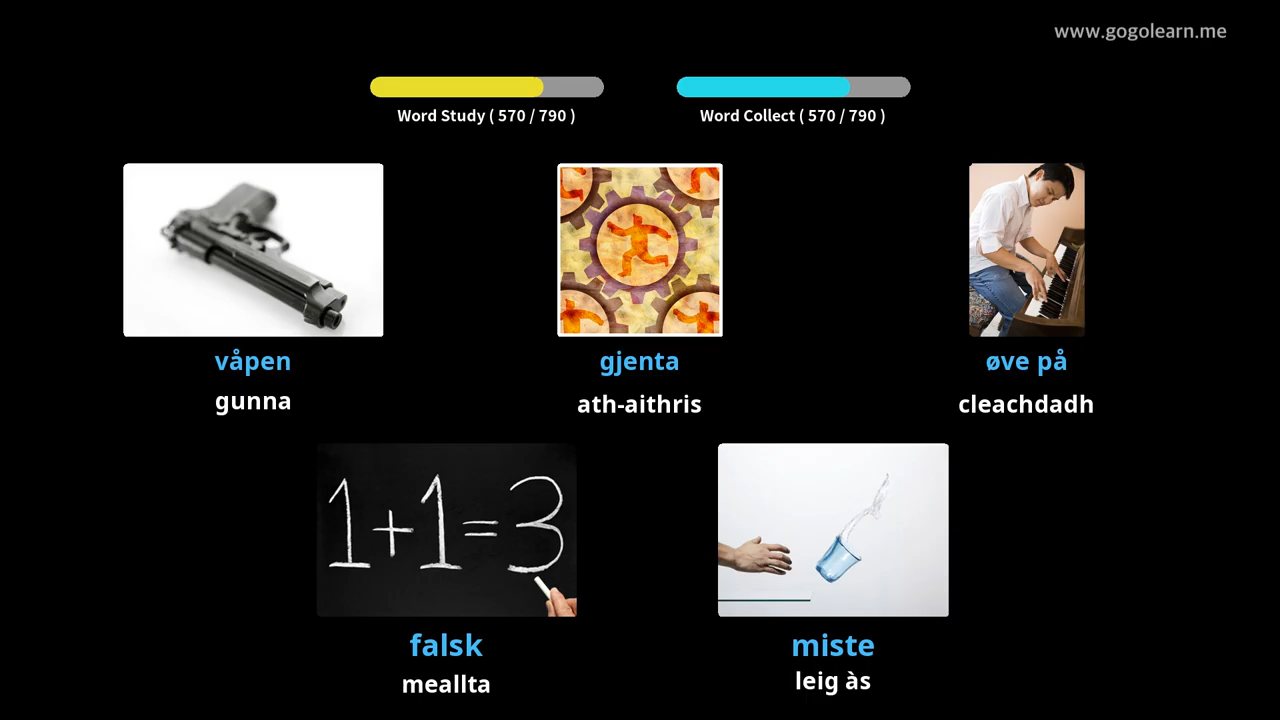 www.gogolearn.me
Word Study ( 570 / 790 )
Word Collect ( 570 / 790 )
våpen
gjenta
øve på
gunna
ath-aithris
cleachdadh
1+1=3
falsk
miste
meallta
leig às